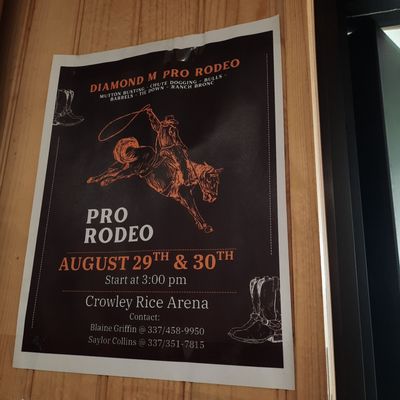 DIAMOND M PRO RODEO
MUTTON BUSTING - CHUTE DOGGING - BULLS -
BARRELS - TIE DOWN - RANCH BRONC
PRO
RODEO
AUGUST 29TH & 30TH
Start at 3:00 pm
Crowley Rice Arena
Contact:
Blaine Griffin @ 337/458-9950
Saylor Collins @ 337/351-7815